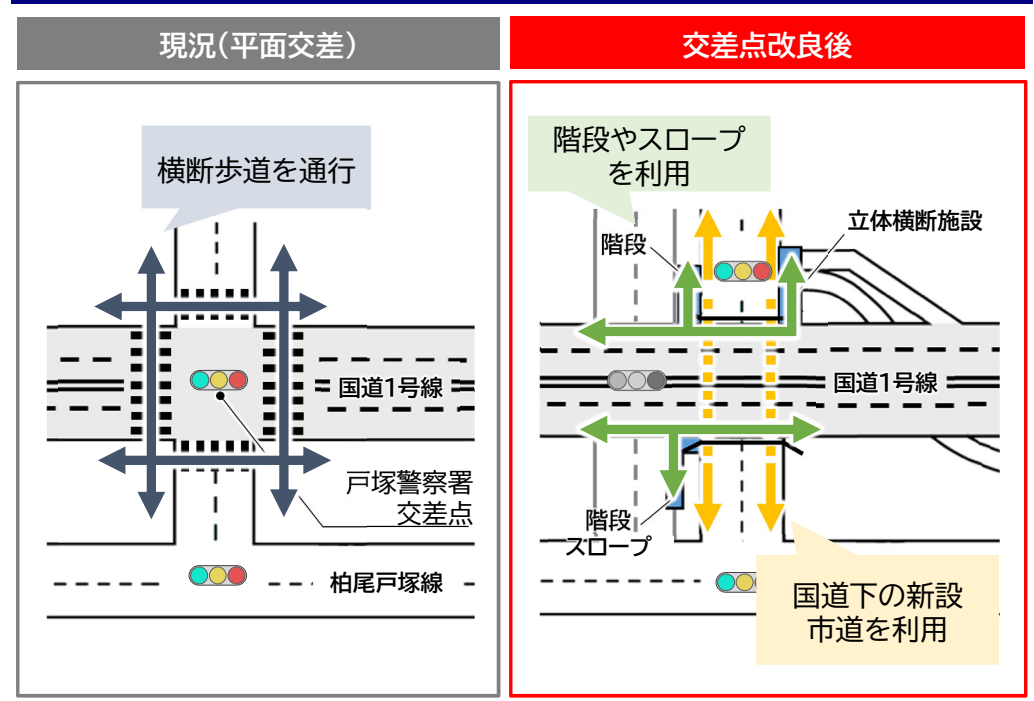 現況(平面交差)
横断歩道を通行
国道1号線
戸塚警察署
交差点
柏尾戸塚線
交差点改良後
階段やスロープ
を利用
階段
立体横断施設
国道1号線
階段
スロープ
国道下の新設
市道を利用